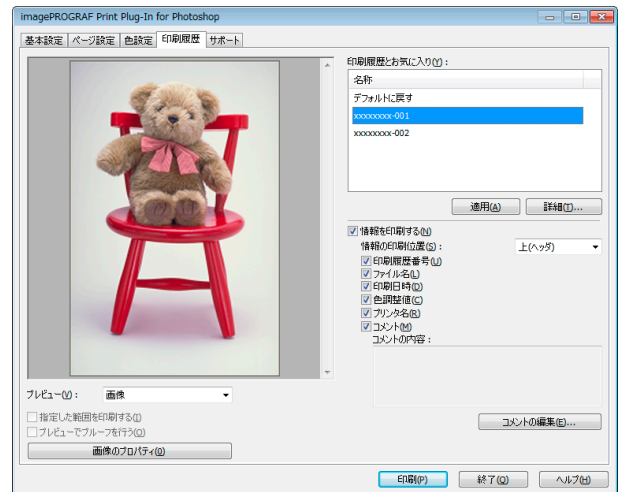 imagePROGRAF Print Plug-In for Photoshop
基本設定 ページ設定 色設定 印刷履歴 サポート
印刷履歴とお気に入り(Y):
名称
デフォルトに戻す
xxxxxxxx-001
xxxxxxxx-002
適用(A) 詳細(T)...
情報を印刷する(N)
情報の印刷位置(S): 上(ヘッダ)
印刷履歴番号(U)
ファイル名(L)
印刷日時(D)
色調整値(C)
プリンタ名(R)
コメント(M)
コメントの内容:
プレビュー(V): 画像
指定した範囲を印刷する(I)
プレビューでプルーフを行う(O)
画像のプロパティ(0)
コメントの編集(E)...
印刷(P) 終了(Q) ヘルプ(H)